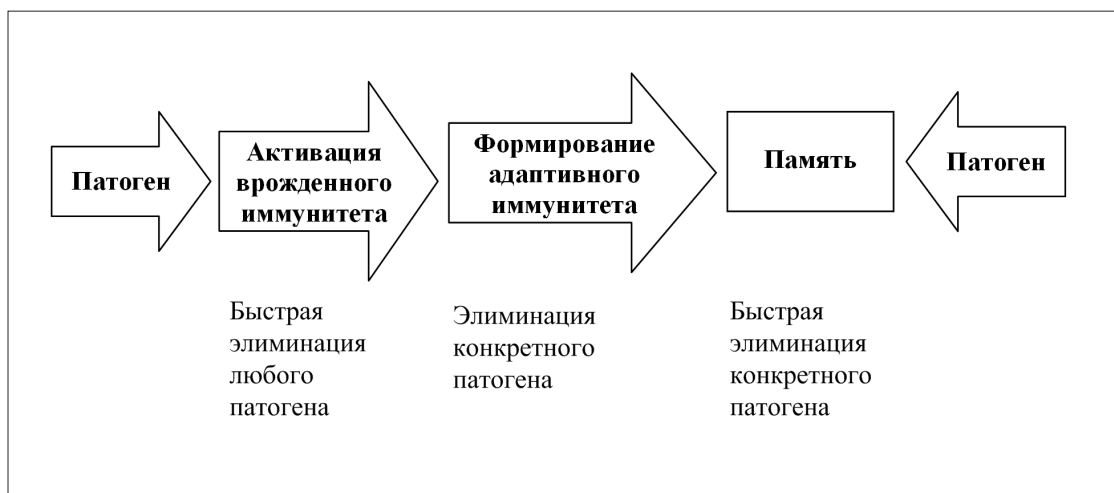 Патоген
Активация
врожденного
иммунитета
Формирование
адаптивного
иммунитета
Память
Патоген
Быстрая
элиминация
любого
патогена
Элиминация
конкретного
патогена
Быстрая
элиминация
конкретного
патогена